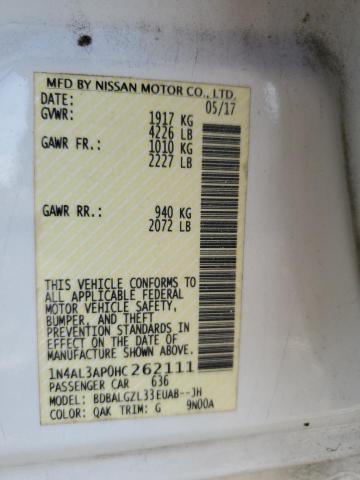 MFD BY NISSAN MOTOR CO., LTD.
DATE: 05/17
GVWR: 1917 KG
4226 LB
GAWR FR.: 1010 KG
2227 LB
GAWR RR.: 940 KG
2072 LB
THIS VEHICLE CONFORMS TO
ALL APPLICABLE FEDERAL
MOTOR VEHICLE SAFETY,
BUMPER, AND THEFT
PREVENTION STANDARDS IN
EFFECT ON THE DATE OF
MANUFACTURE SHOWN ABOVE.
1N4AL3AP0HC262111
PASSENGER CAR 636
MODEL: BDBALGZL33EUAB--JH
COLOR: QAK TRIM: G 9N00A